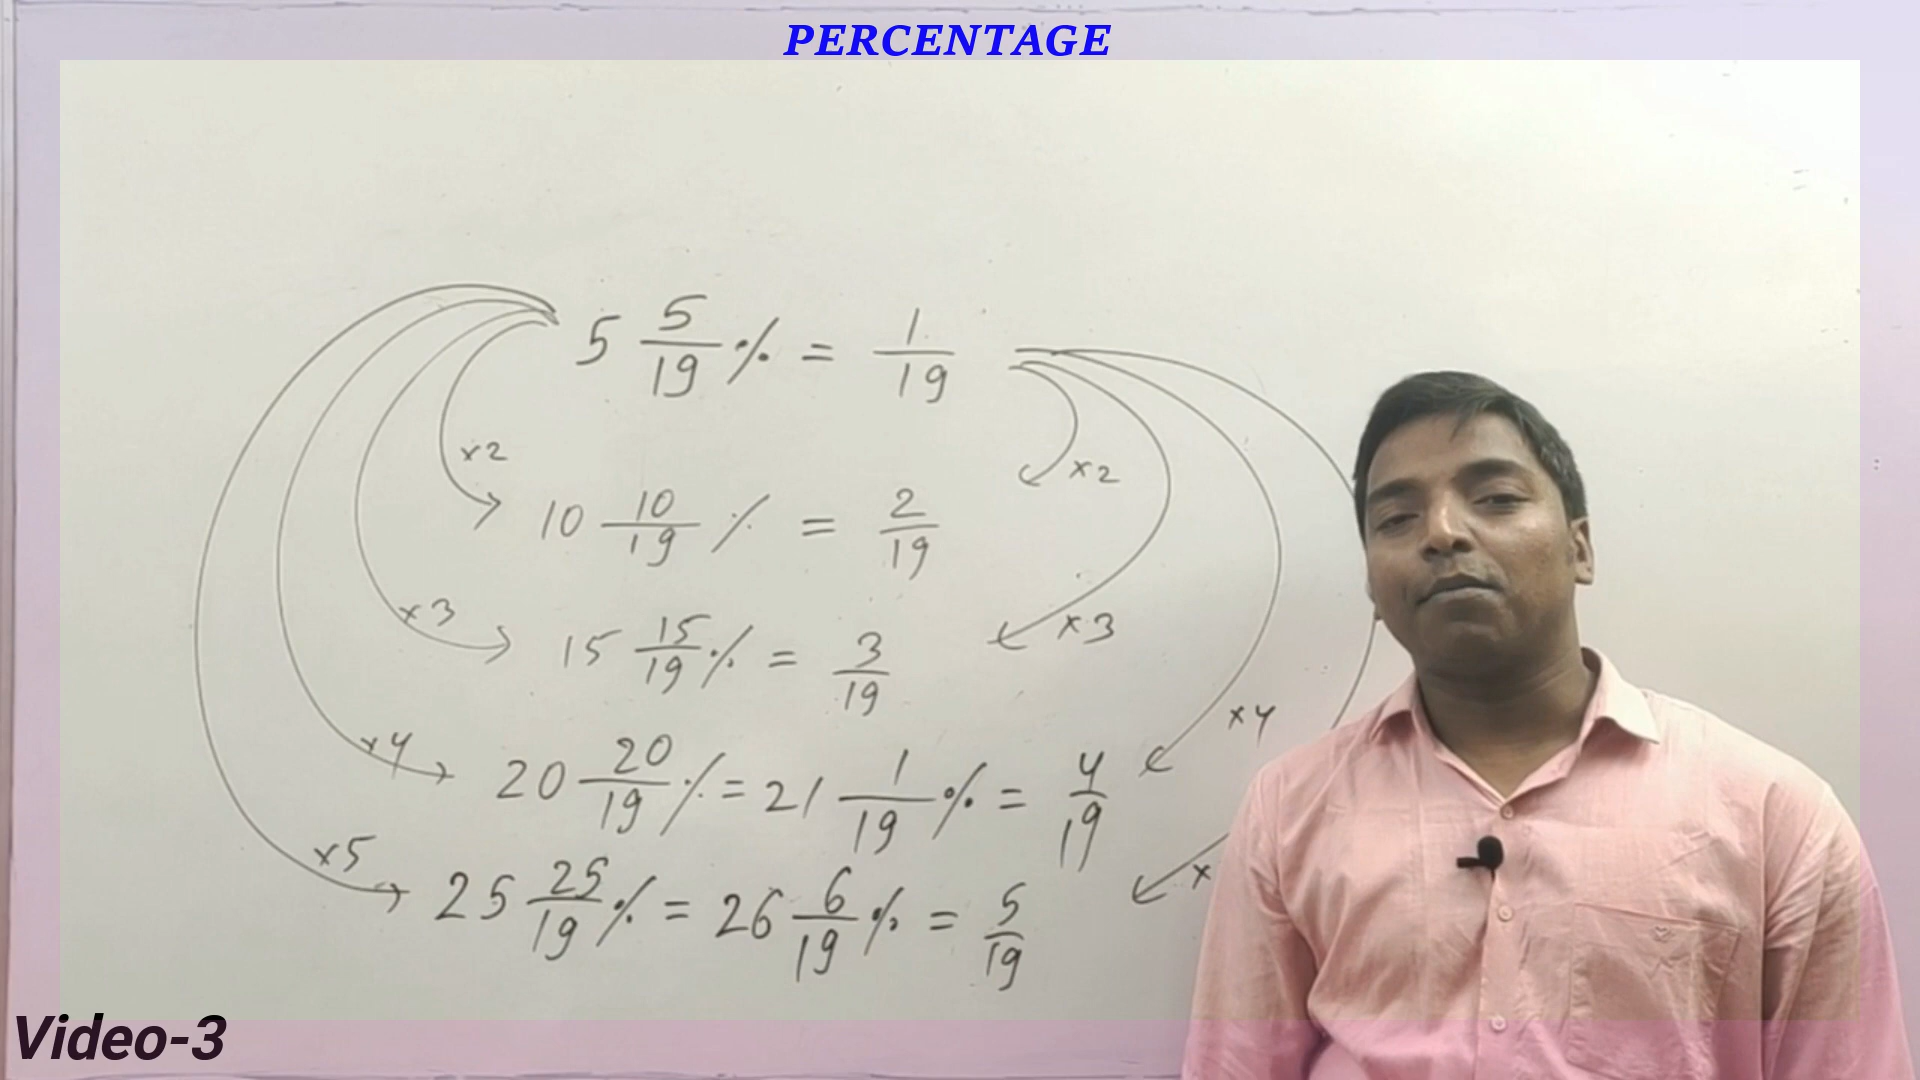 PERCENTAGE
5 5/19 % = 1/19
×2 ×2
10 10/19 % = 2/19
×3 ×3
15 15/19 % = 3/19
×4 ×4
20 20/19 % = 21 1/19 % = 4/19
×5 ×
25 25/19 % = 26 6/19 % = 5/19
Video-3